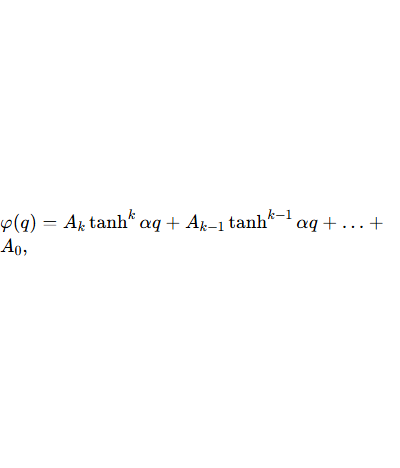 φ(q) = A_k tanh^k αq + A_{k−1} tanh^{k−1} αq + … +
A_0,